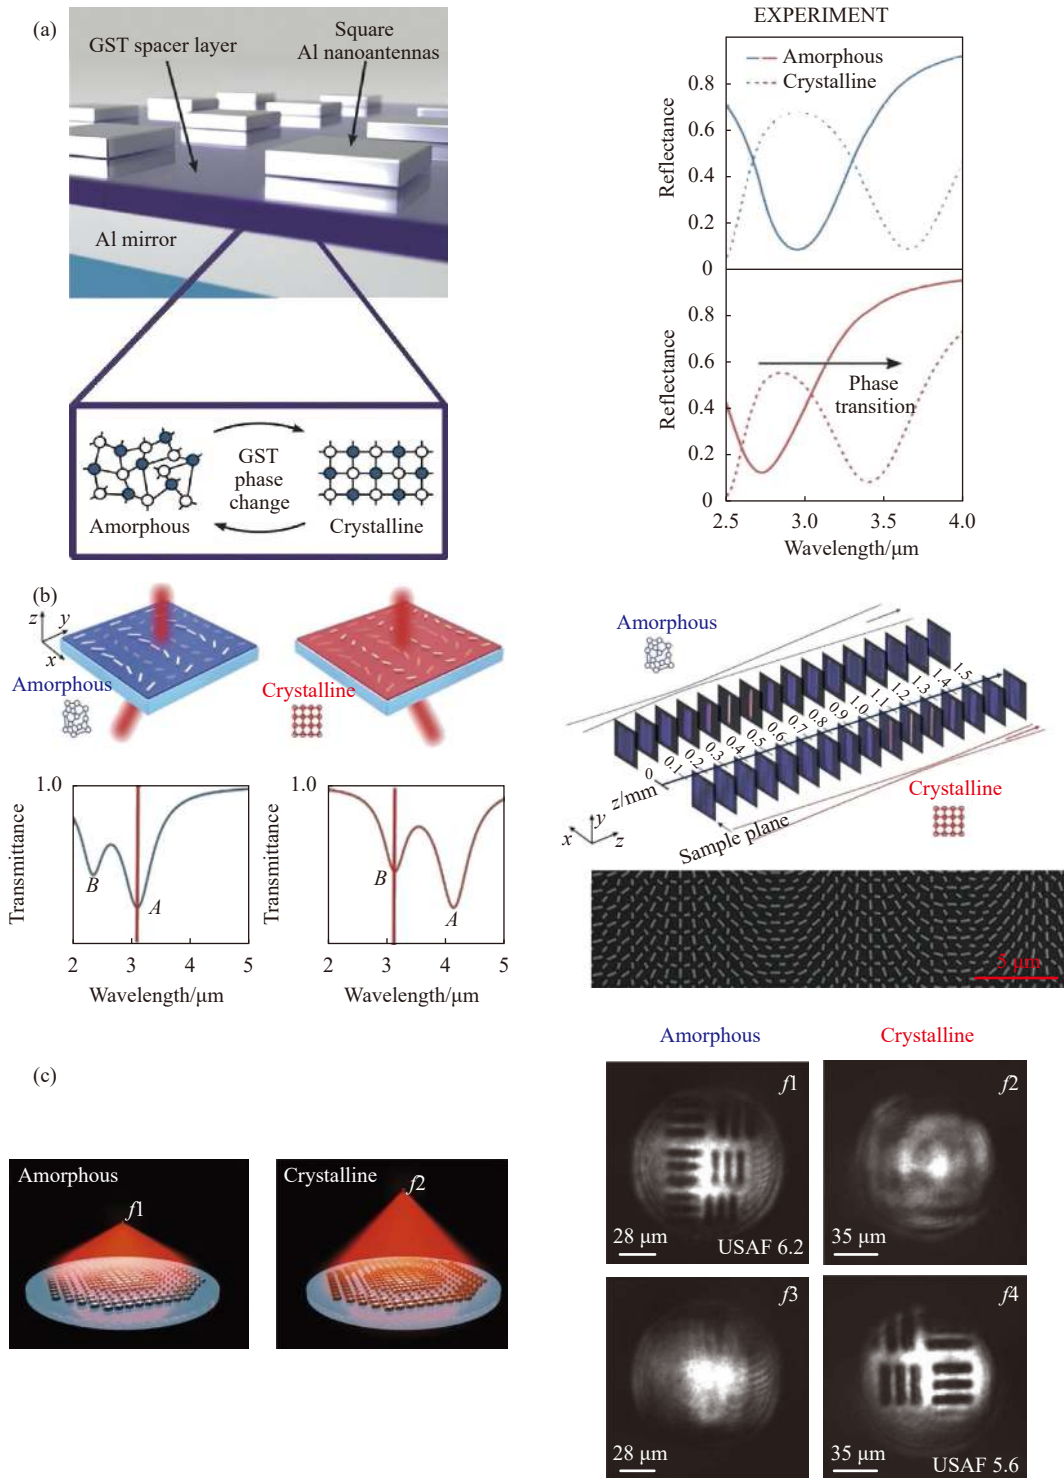 (a)
GST spacer layer
Square
Al nanoantennas
Al mirror
Amorphous
GST
phase
change
Crystalline
EXPERIMENT
Amorphous
Crystalline
Reflectance
0.8
0.6
0.4
0.2
0
Reflectance
0.8
0.6
0.4
0.2
0
Phase
transition
2.5
3.0
3.5
4.0
Wavelength/μm
(b)
z
y
x
Amorphous
Crystalline
1.0
Transmittance
B
A
2
3
4
5
Wavelength/μm
1.0
Transmittance
B
A
2
3
4
5
Wavelength/μm
Amorphous
0
0.1
0.2
0.3
0.4
0.5
0.6
0.7
0.8
0.9
1.0
1.1
1.2
1.3
1.4
1.5
z/mm
Crystalline
Sample plane
x
y
z
5 μm
(c)
Amorphous
f1
Crystalline
f2
Amorphous
Crystalline
f1
28 μm
USAF 6.2
f2
35 μm
f3
28 μm
f4
35 μm
USAF 5.6